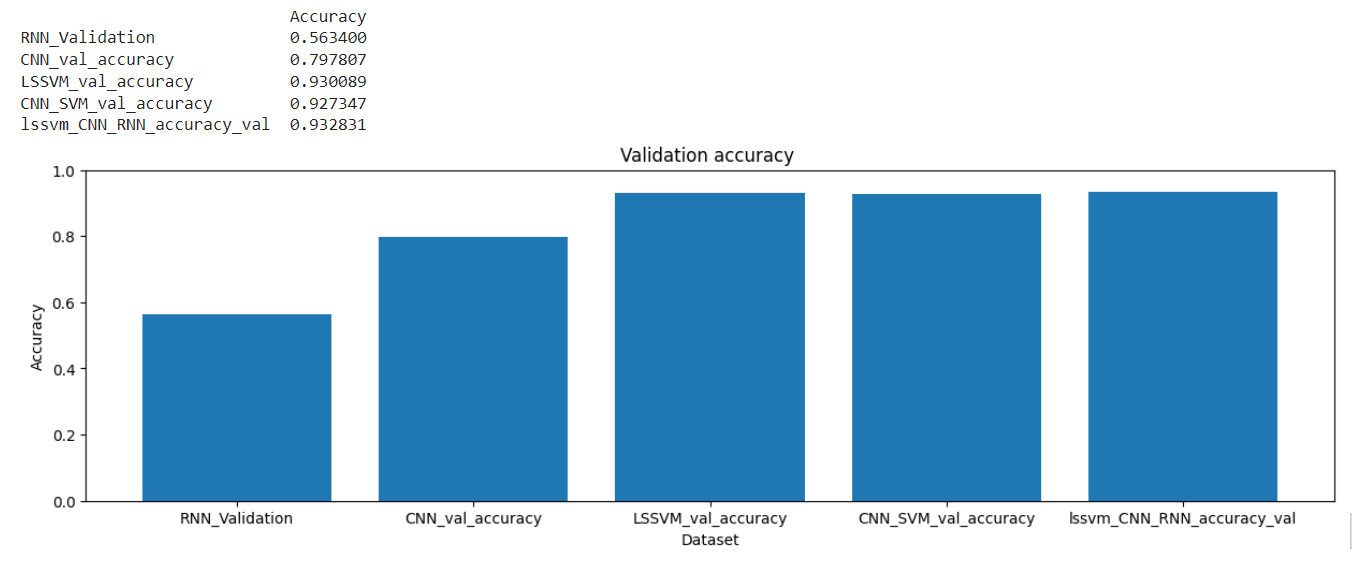 Accuracy
RNN_Validation 0.563400
CNN_val_accuracy 0.797807
LSSVM_val_accuracy 0.930089
CNN_SVM_val_accuracy 0.927347
lssvm_CNN_RNN_accuracy_val 0.932831
Validation accuracy
1.0
0.8
0.6
0.4
0.2
0.0
Accuracy
RNN_Validation CNN_val_accuracy LSSVM_val_accuracy CNN_SVM_val_accuracy lssvm_CNN_RNN_accuracy_val
Dataset